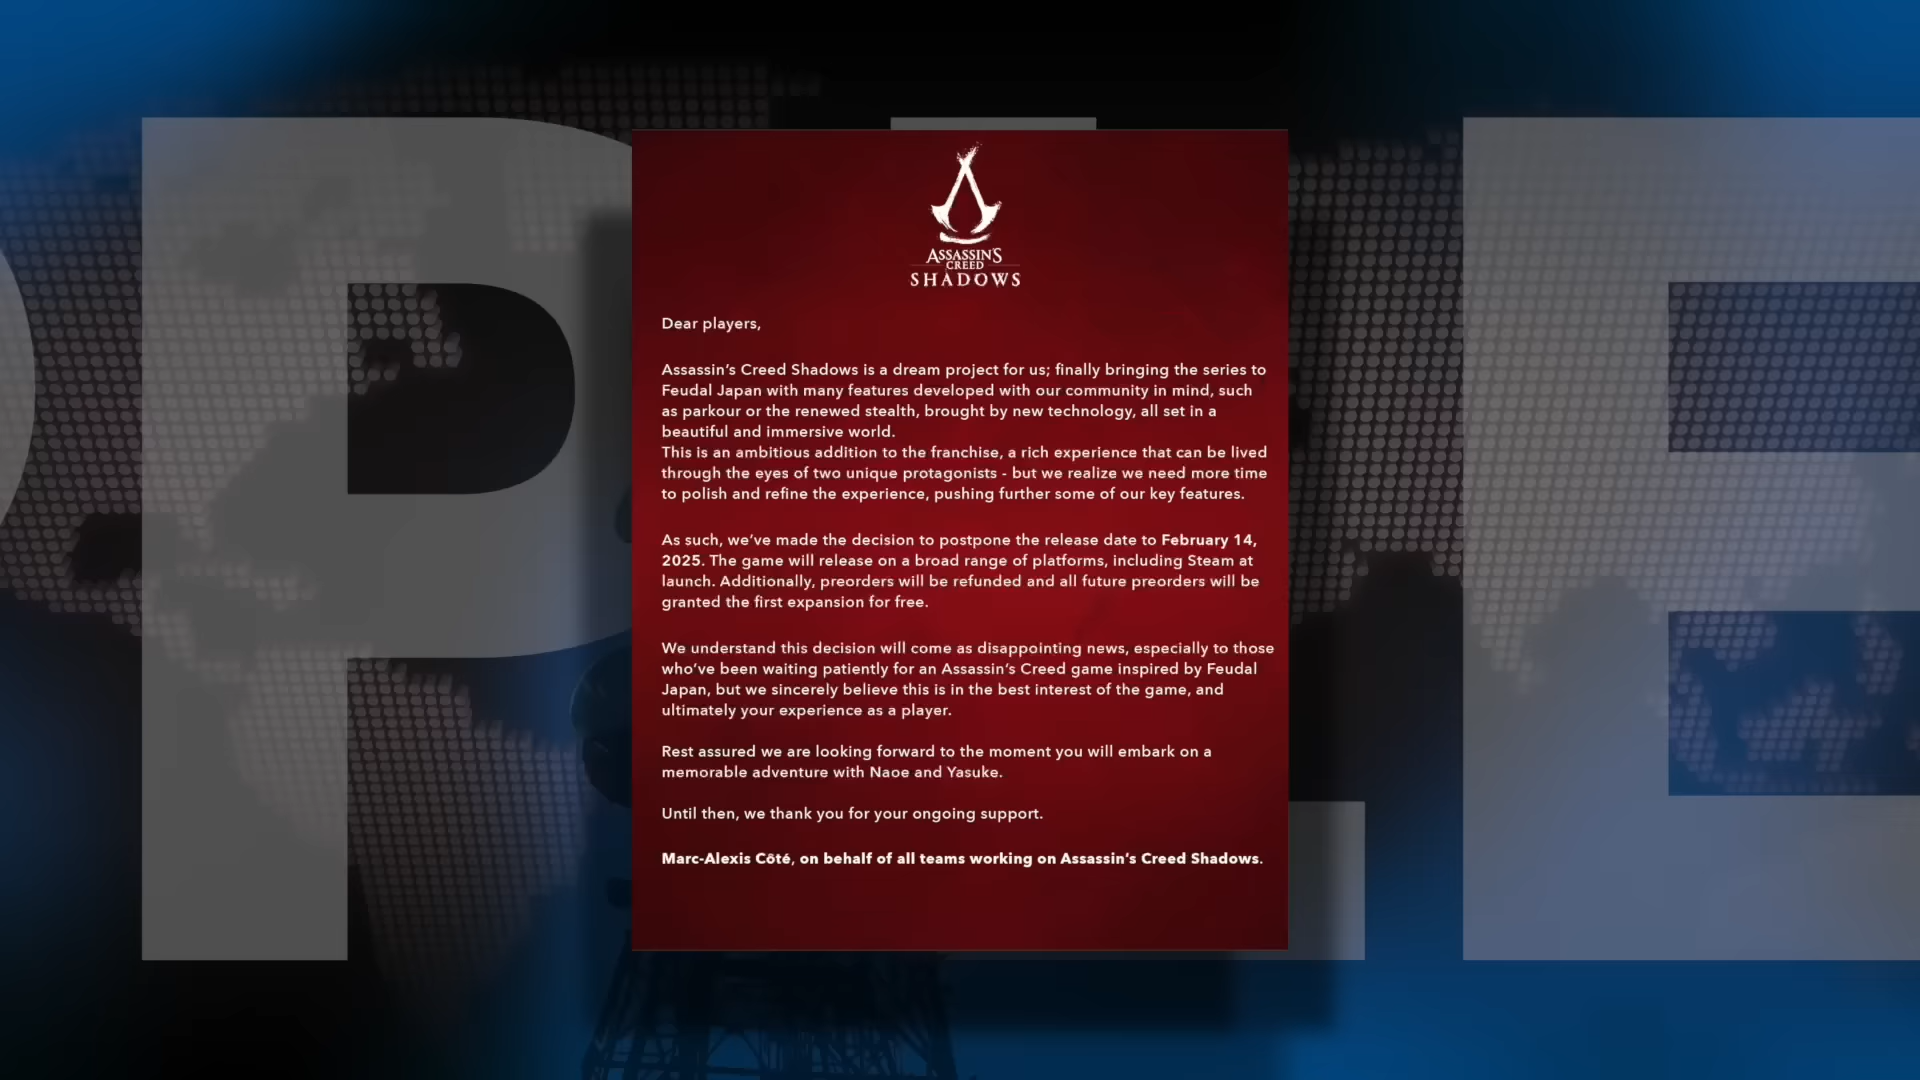 ASSASSIN'S
CREED
SHADOWS
Dear players,
Assassin's Creed Shadows is a dream project for us; finally bringing the series to
Feudal Japan with many features developed with our community in mind, such
as parkour or the renewed stealth, brought by new technology, all set in a
beautiful and immersive world.
This is an ambitious addition to the franchise, a rich experience that can be lived
through the eyes of two unique protagonists - but we realize we need more time
to polish and refine the experience, pushing further some of our key features.
As such, we've made the decision to postpone the release date to February 14,
2025. The game will release on a broad range of platforms, including Steam at
launch. Additionally, preorders will be refunded and all future preorders will be
granted the first expansion for free.
We understand this decision will come as disappointing news, especially to those
who've been waiting patiently for an Assassin's Creed game inspired by Feudal
Japan, but we sincerely believe this is in the best interest of the game, and
ultimately your experience as a player.
Rest assured we are looking forward to the moment you will embark on a
memorable adventure with Naoe and Yasuke.
Until then, we thank you for your ongoing support.
Marc-Alexis Côté, on behalf of all teams working on Assassin's Creed Shadows.